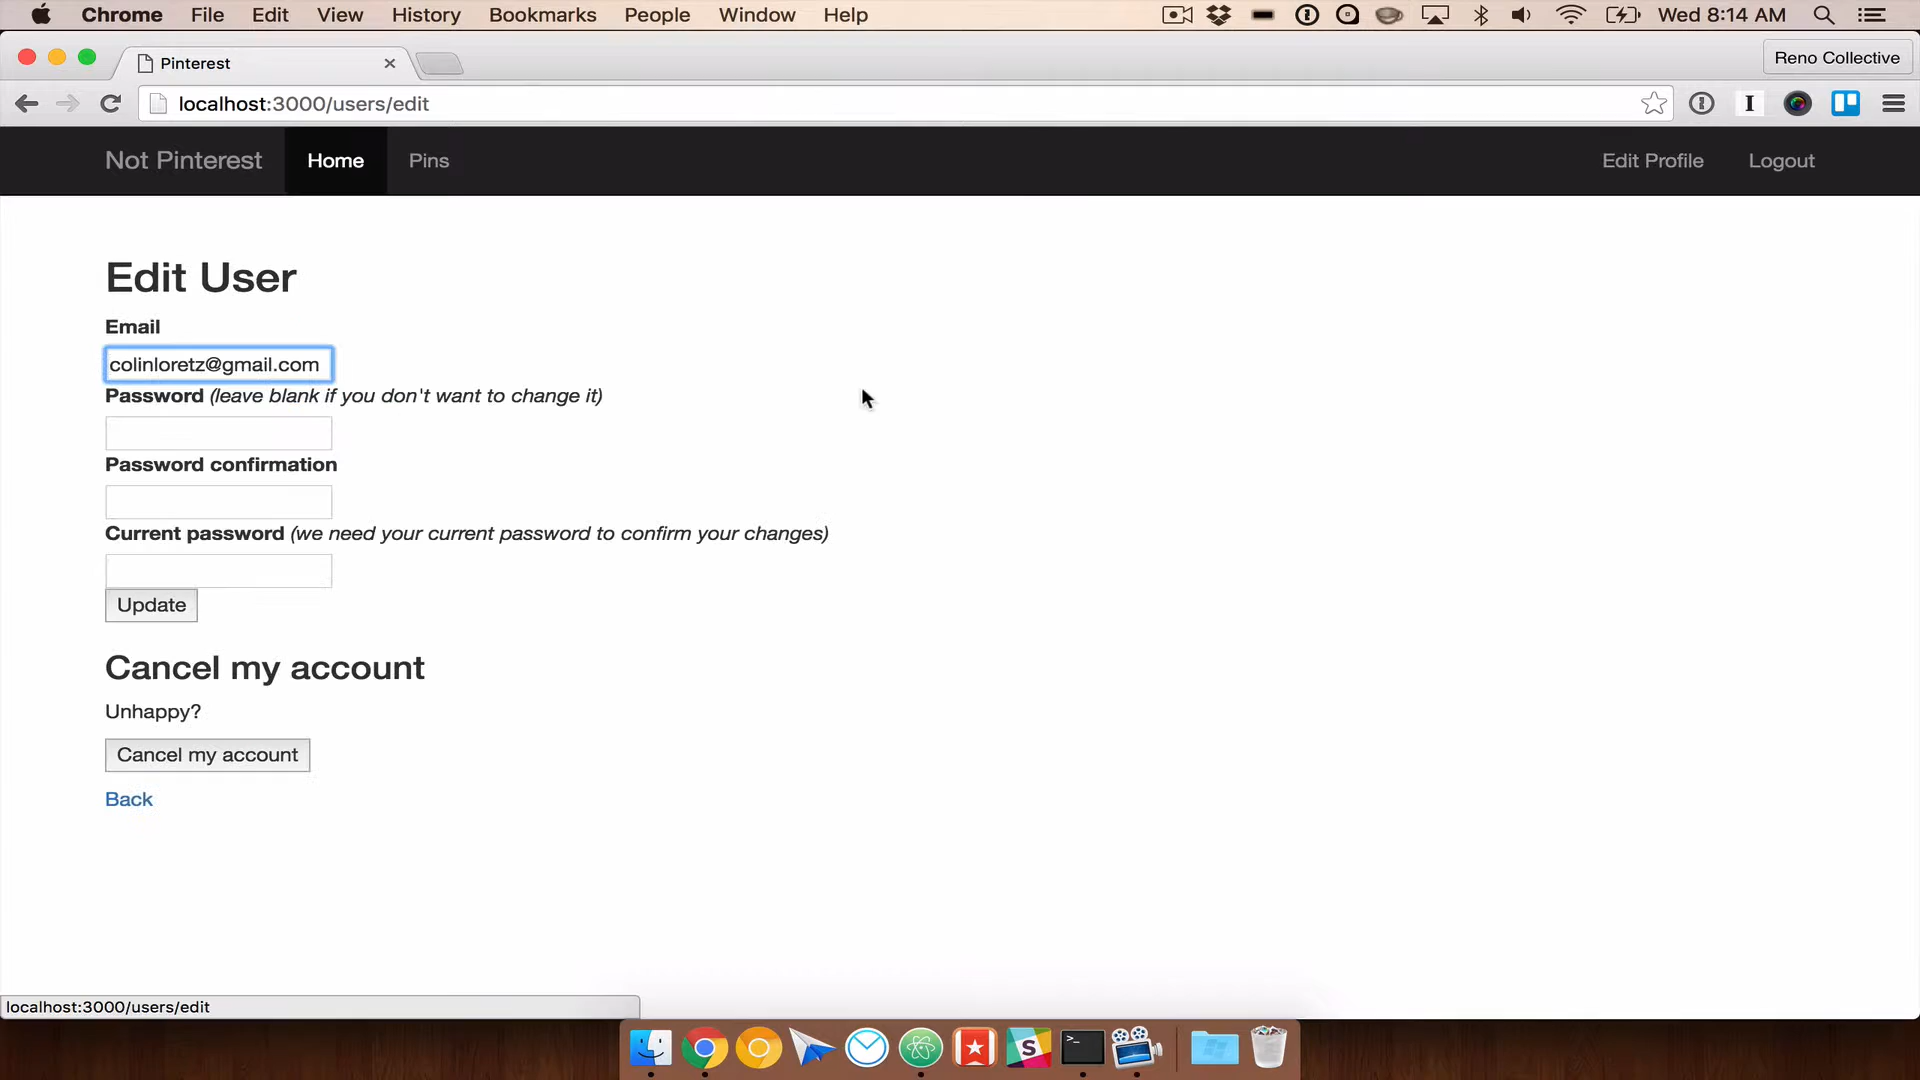 Chrome File Edit View History Bookmarks People Window Help Wed 8:14 AM
Pinterest Reno Collective
localhost:3000/users/edit
Not Pinterest Home Pins Edit Profile Logout
Edit User
Email
colinloretz@gmail.com
Password (leave blank if you don't want to change it)
Password confirmation
Current password (we need your current password to confirm your changes)
Update
Cancel my account
Unhappy?
Cancel my account
Back
localhost:3000/users/edit